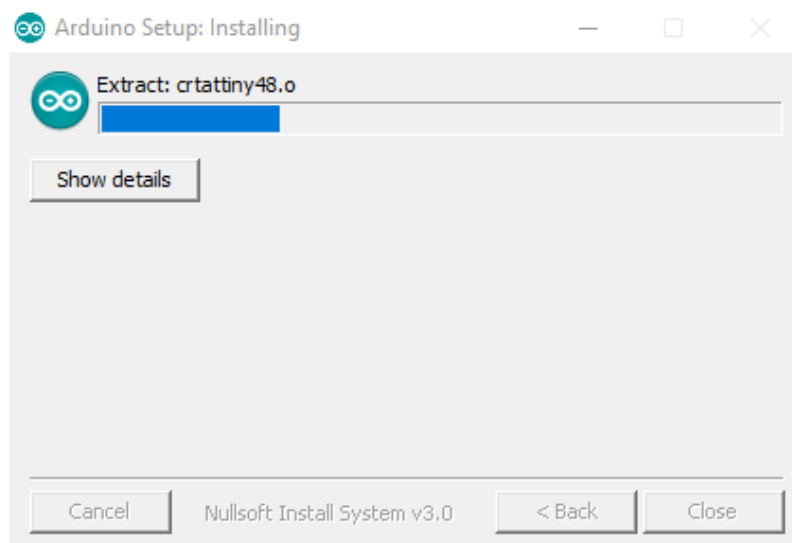 Arduino Setup: Installing
Extract: crtattiny48.o
Show details
Cancel
Nullsoft Install System v3.0
< Back
Close